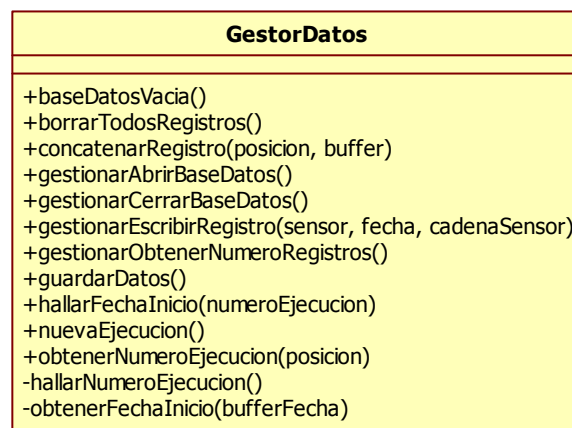 GestorDatos
+baseDatosVacia()
+borrarTodosRegistros()
+concatenarRegistro(posicion, buffer)
+gestionarAbrirBaseDatos()
+gestionarCerrarBaseDatos()
+gestionarEscribirRegistro(sensor, fecha, cadenaSensor)
+gestionarObtenerNumeroRegistros()
+guardarDatos()
+hallarFechaInicio(numeroEjecucion)
+nuevaEjecucion()
+obtenerNumeroEjecucion(posicion)
-hallarNumeroEjecucion()
-obtenerFechaInicio(bufferFecha)